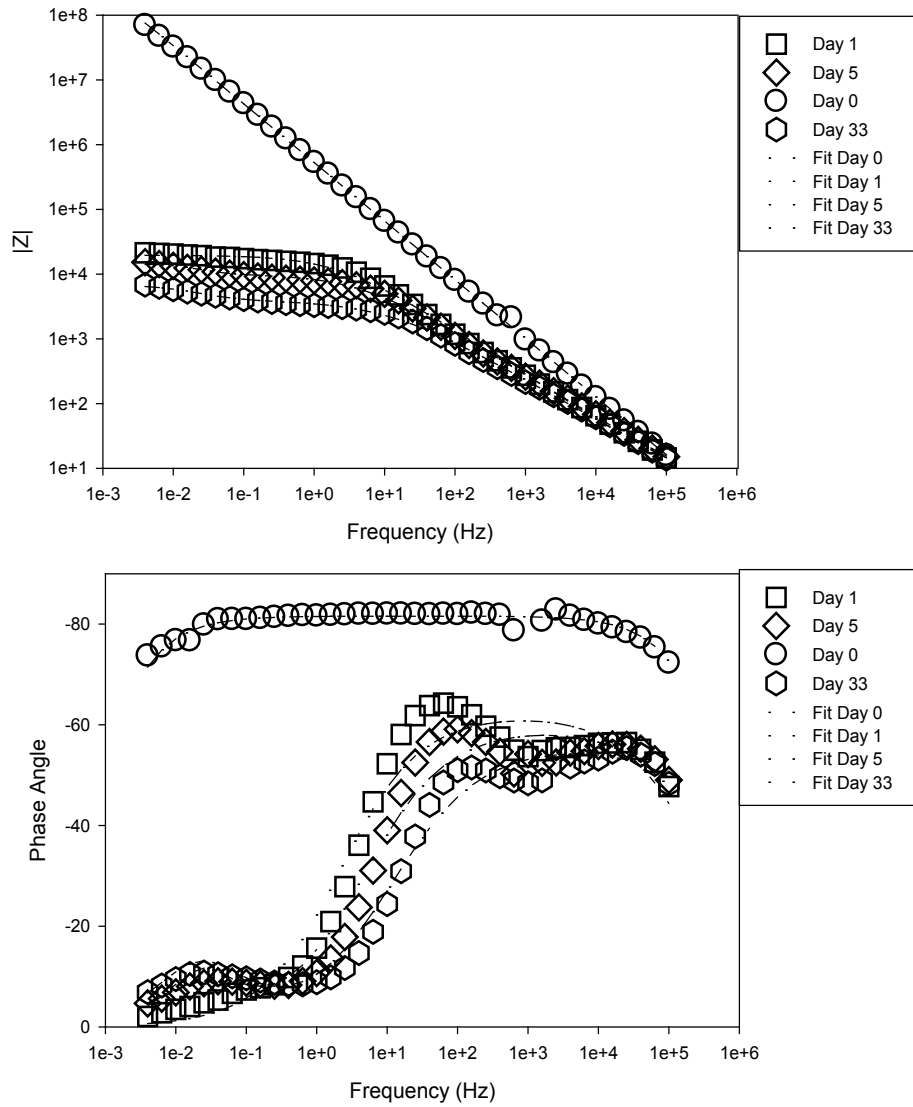 1e+8
1e+7
1e+6
1e+5
1e+4
1e+3
1e+2
1e+1
|Z|
1e-3 1e-2 1e-1 1e+0 1e+1 1e+2 1e+3 1e+4 1e+5 1e+6
Frequency (Hz)
Day 1
Day 5
Day 0
Day 33
Fit Day 0
Fit Day 1
Fit Day 5
Fit Day 33
-80
-60
-40
-20
0
Phase Angle
1e-3 1e-2 1e-1 1e+0 1e+1 1e+2 1e+3 1e+4 1e+5 1e+6
Frequency (Hz)
Day 1
Day 5
Day 0
Day 33
Fit Day 0
Fit Day 1
Fit Day 5
Fit Day 33